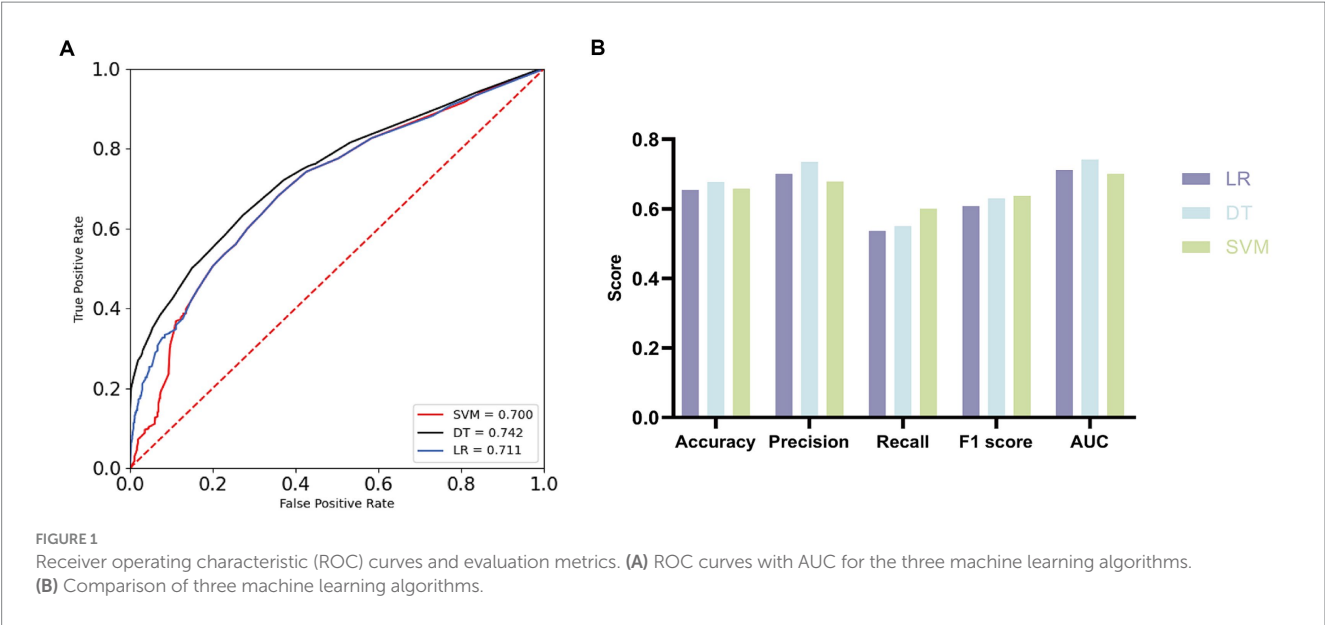 A
1.0
0.8
0.6
0.4
0.2
0.0
True Positive Rate
SVM = 0.700
DT = 0.742
LR = 0.711
0.0 0.2 0.4 0.6 0.8 1.0
False Positive Rate
B
0.8
0.6
0.4
0.2
0.0
Score
Accuracy Precision Recall F1 score AUC
LR
DT
SVM
FIGURE 1
Receiver operating characteristic (ROC) curves and evaluation metrics. (A) ROC curves with AUC for the three machine learning algorithms.
(B) Comparison of three machine learning algorithms.